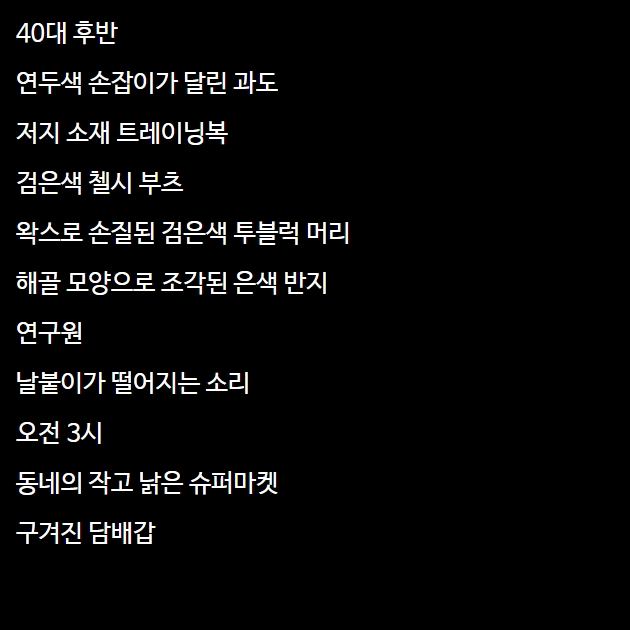 40대 후반
연두색 손잡이가 달린 과도
저지 소재 트레이닝복
검은색 첼시 부츠
왁스로 손질된 검은색 투블럭 머리
해골 모양으로 조각된 은색 반지
연구원
날붙이가 떨어지는 소리
오전 3시
동네의 작고 낡은 슈퍼마켓
구겨진 담배갑